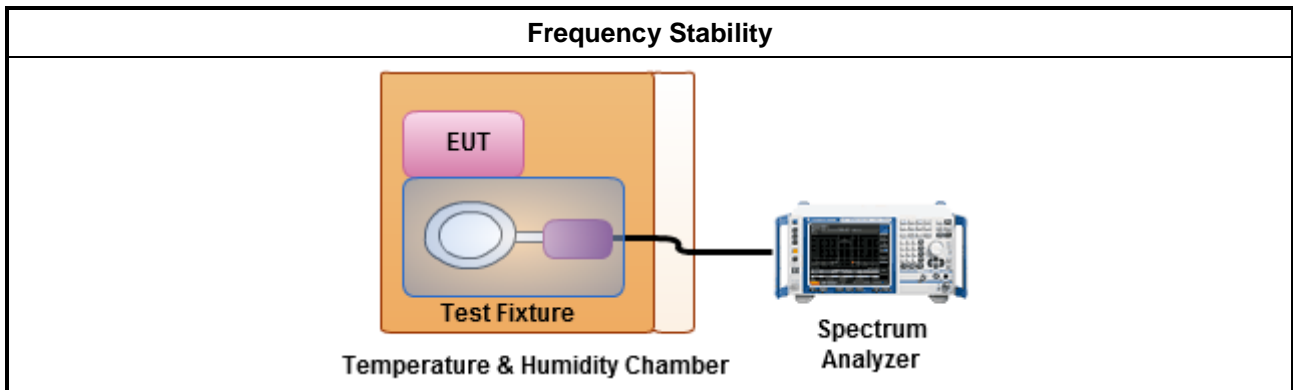 Frequency Stability
EUT
Test Fixture
Temperature & Humidity Chamber
Spectrum
Analyzer